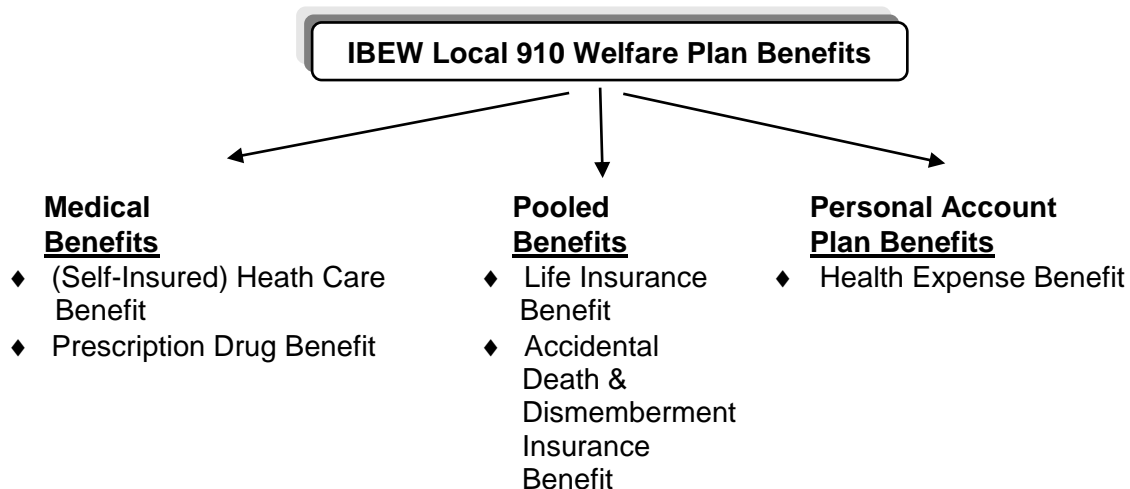 IBEW Local 910 Welfare Plan Benefits
Medical
Benefits
♦ (Self-Insured) Heath Care
Benefit
♦ Prescription Drug Benefit
Pooled
Benefits
♦ Life Insurance
Benefit
♦ Accidental
Death &
Dismemberment
Insurance
Benefit
Personal Account
Plan Benefits
♦ Health Expense Benefit